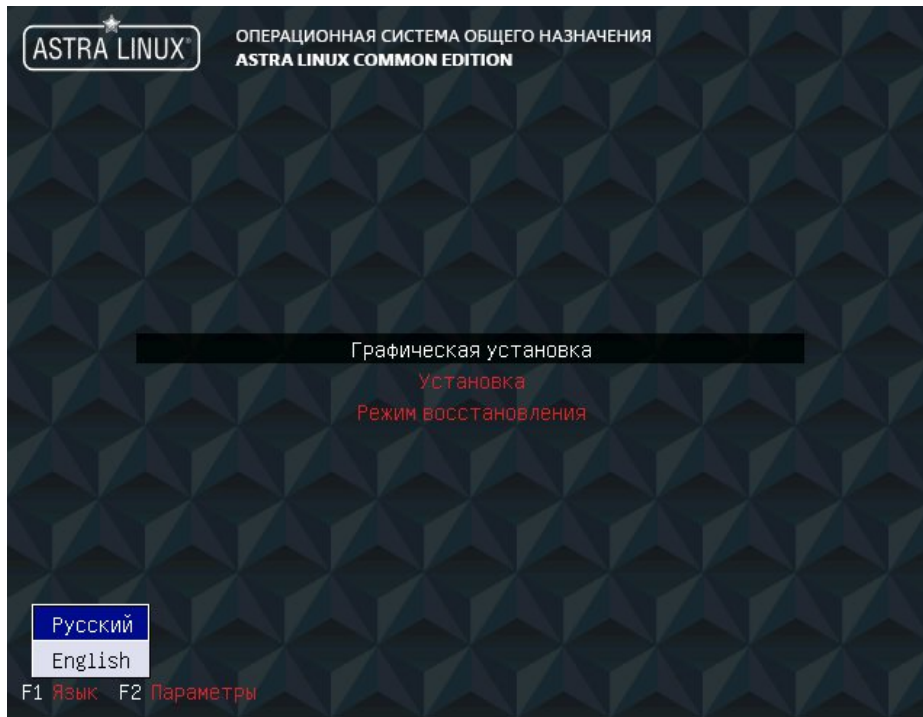 ASTRA LINUX®
ОПЕРАЦИОННАЯ СИСТЕМА ОБЩЕГО НАЗНАЧЕНИЯ
ASTRA LINUX COMMON EDITION
Графическая установка
Установка
Режим восстановления
Русский
English
F1 Язык F2 Параметры